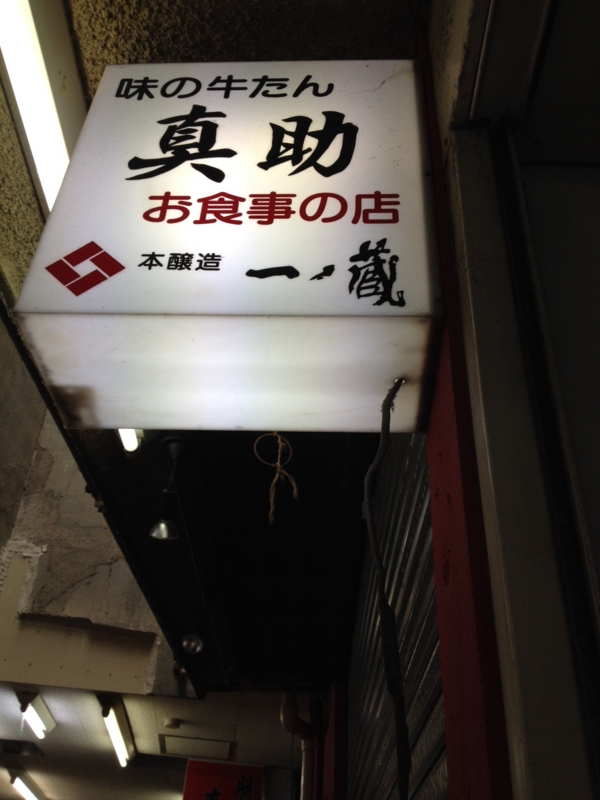 味の牛たん
真助
お食事の店
本醸造 一ノ蔵